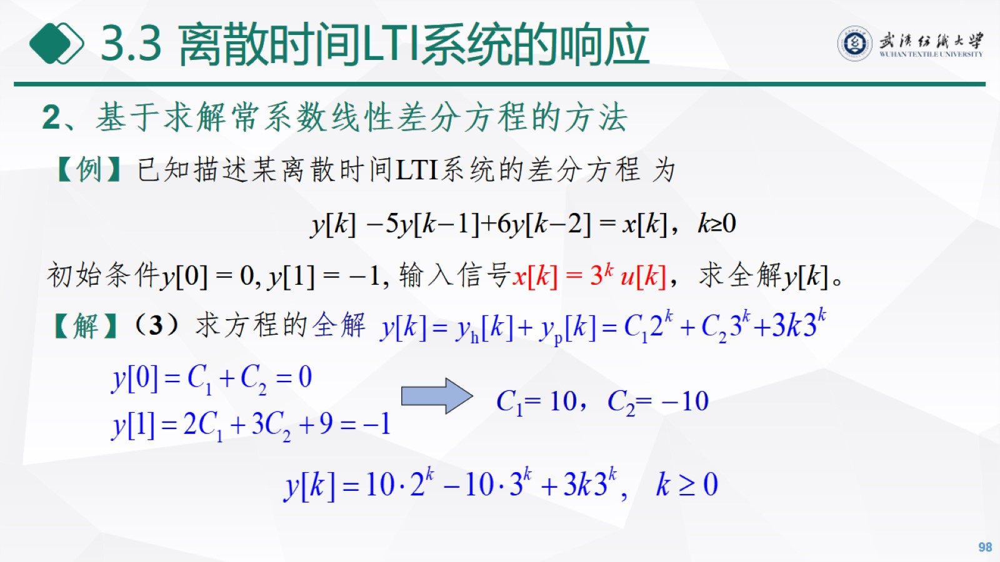 3.3 离散时间LTI系统的响应
武汉纺织大学
WUHAN TEXTILE UNIVERSITY
2、基于求解常系数线性差分方程的方法
【例】已知描述某离散时间LTI系统的差分方程 为
y[k] −5y[k−1]+6y[k−2] = x[k]，k≥0
初始条件y[0] = 0, y[1] = −1, 输入信号x[k] = 3^k u[k]，求全解y[k]。
【解】（3）求方程的全解 y[k] = y_h[k] + y_p[k] = C_1 2^k + C_2 3^k + 3k3^k
y[0] = C_1 + C_2 = 0
y[1] = 2C_1 + 3C_2 + 9 = −1
C_1= 10，C_2= −10
y[k] = 10·2^k − 10·3^k + 3k3^k, k ≥ 0
98